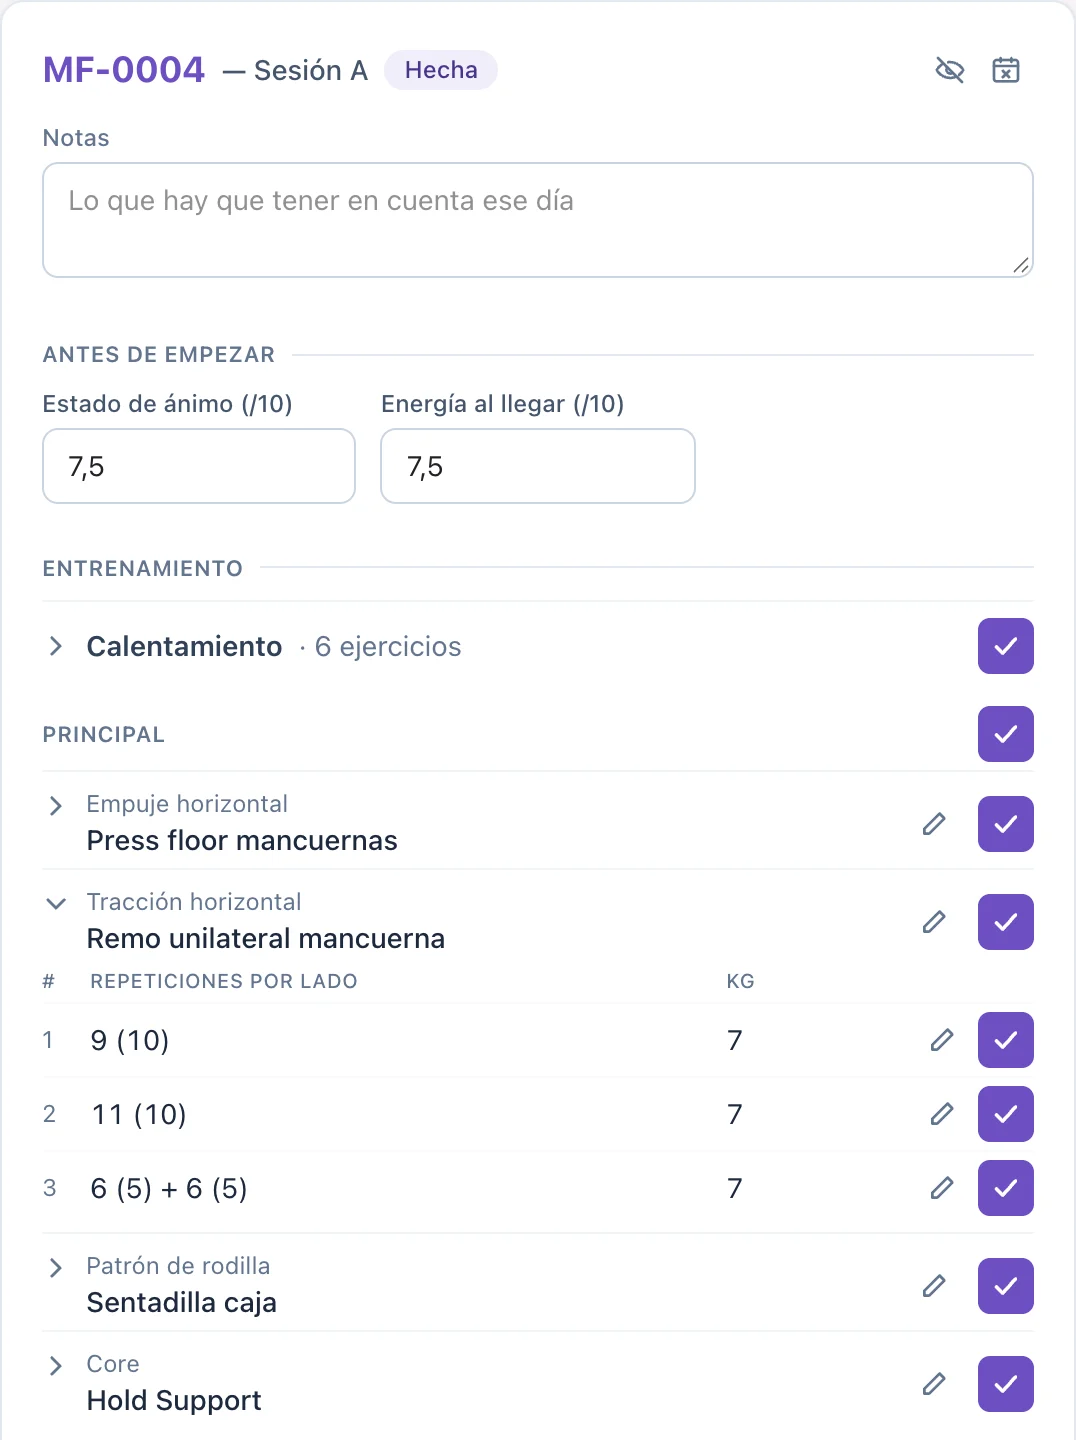 MF-0004 — Sesión A Hecha
Notas
Lo que hay que tener en cuenta ese día
ANTES DE EMPEZAR
Estado de ánimo (/10) Energía al llegar (/10)
7,5 7,5
ENTRENAMIENTO
Calentamiento · 6 ejercicios
PRINCIPAL
Empuje horizontal
Press floor mancuernas
Tracción horizontal
Remo unilateral mancuerna
# REPETICIONES POR LADO KG
1 9 (10) 7
2 11 (10) 7
3 6 (5) + 6 (5) 7
Patrón de rodilla
Sentadilla caja
Core
Hold Support